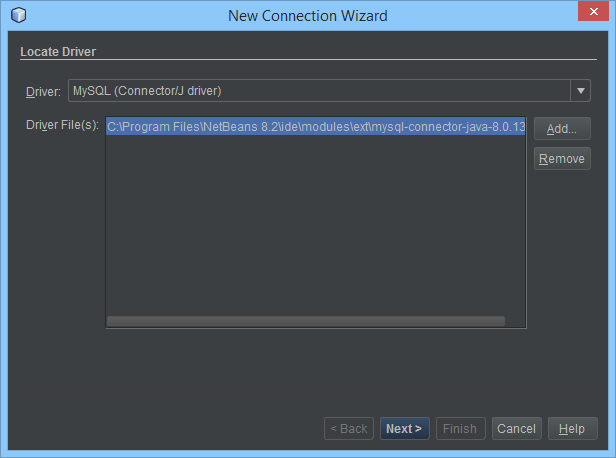 New Connection Wizard
Locate Driver
Driver: MySQL (Connector/J driver)
Driver File(s): C:\Program Files\NetBeans 8.2\ide\modules\ext\mysql-connector-java-8.0.13
Add...
Remove
< Back Next > Finish Cancel Help